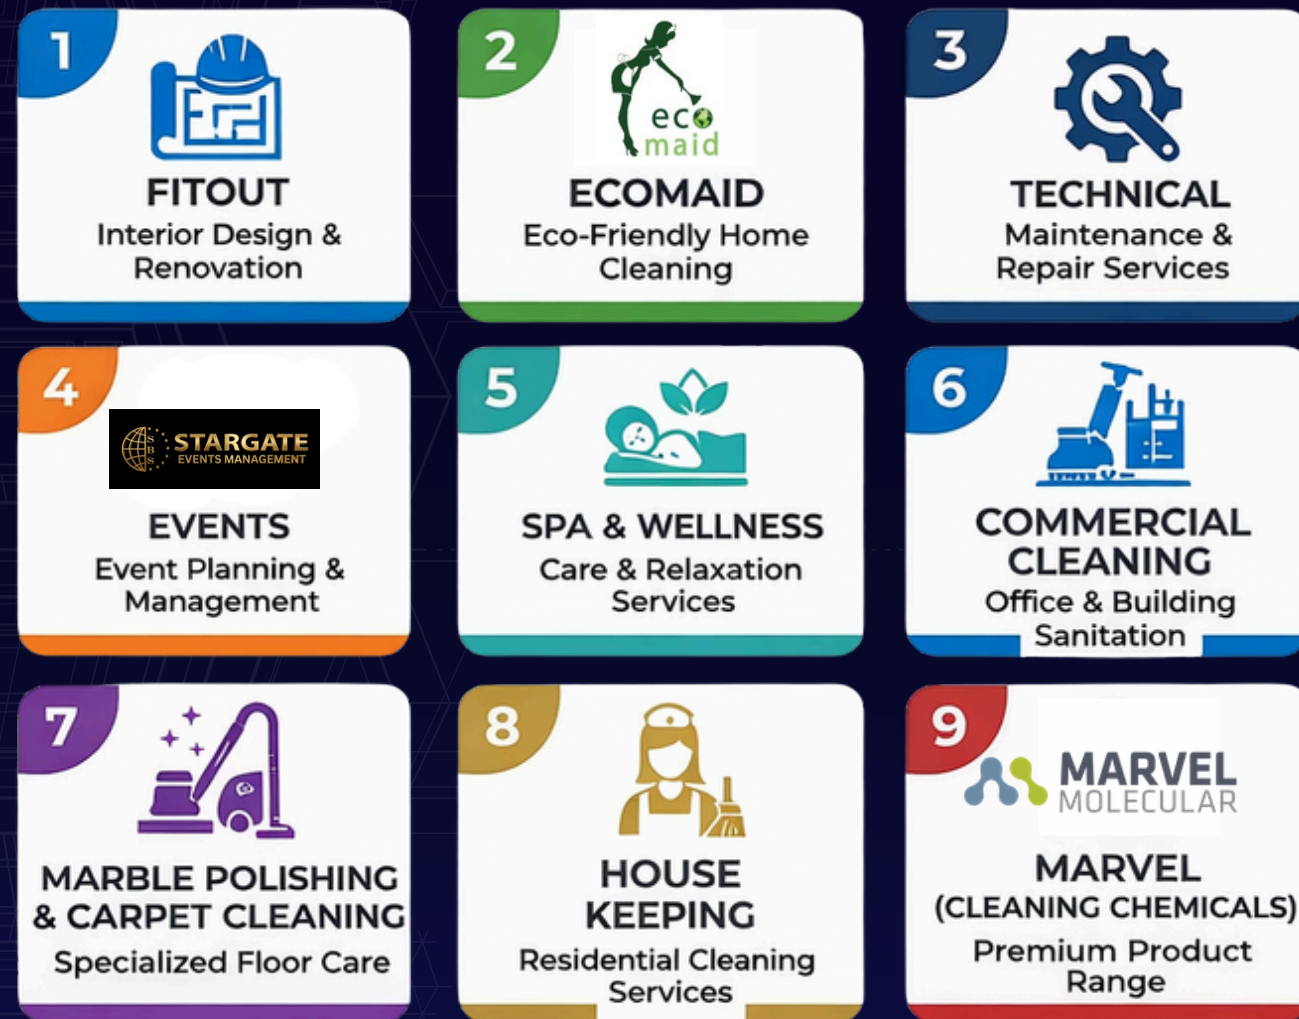 1
FITOUT
Interior Design &
Renovation
2
eco
maid
ECOMAID
Eco-Friendly Home
Cleaning
3
TECHNICAL
Maintenance &
Repair Services
4
SBS
STARGATE
EVENTS MANAGEMENT
EVENTS
Event Planning &
Management
5
SPA & WELLNESS
Care & Relaxation
Services
6
COMMERCIAL
CLEANING
Office & Building
Sanitation
7
MARBLE POLISHING
& CARPET CLEANING
Specialized Floor Care
8
HOUSE
KEEPING
Residential Cleaning
Services
9
MARVEL
MOLECULAR
MARVEL
(CLEANING CHEMICALS)
Premium Product
Range